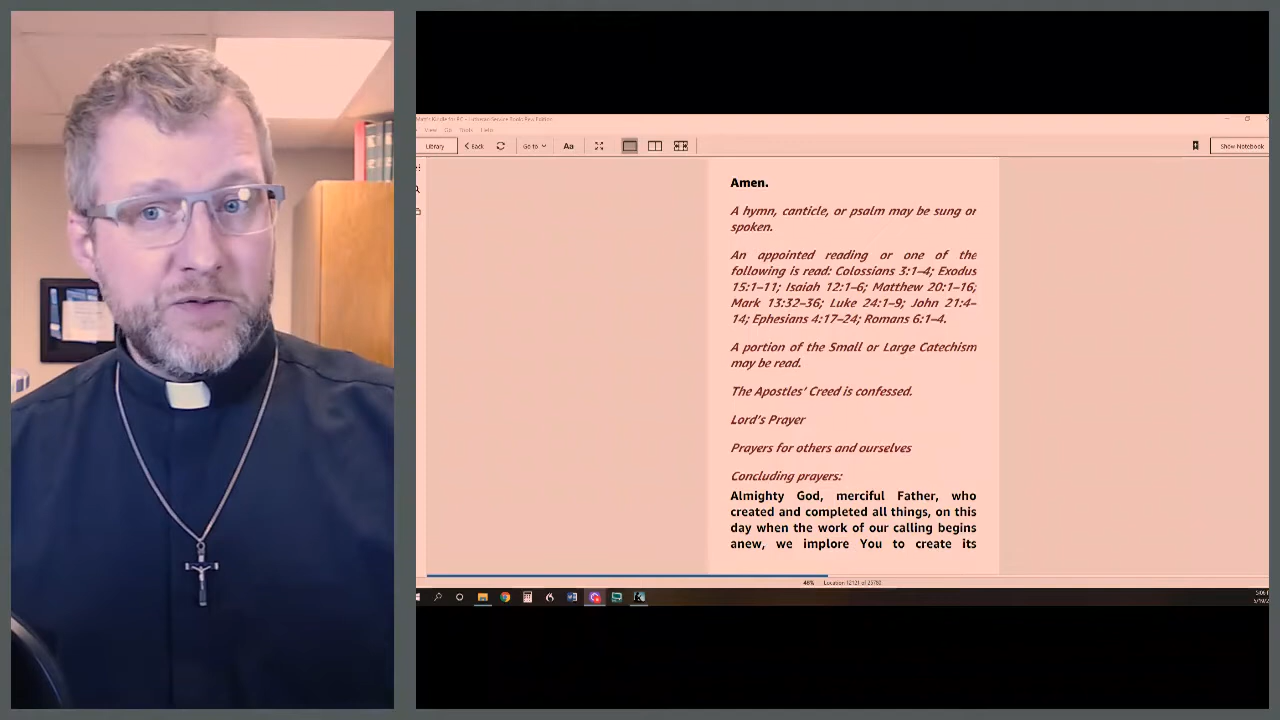 View
Tools
Help
Library
Back
Go to
Aa
Show Notebook
Amen.
A hymn, canticle, or psalm may be sung or
spoken.
An appointed reading or one of the
following is read: Colossians 3:1–4; Exodus
15:1–11; Isaiah 12:1–6; Matthew 20:1–16;
Mark 13:32–36; Luke 24:1–9; John 21:4–
14; Ephesians 4:17–24; Romans 6:1–4.
A portion of the Small or Large Catechism
may be read.
The Apostles’ Creed is confessed.
Lord’s Prayer
Prayers for others and ourselves
Concluding prayers:
Almighty God, merciful Father, who
created and completed all things, on this
day when the work of our calling begins
anew, we implore You to create its